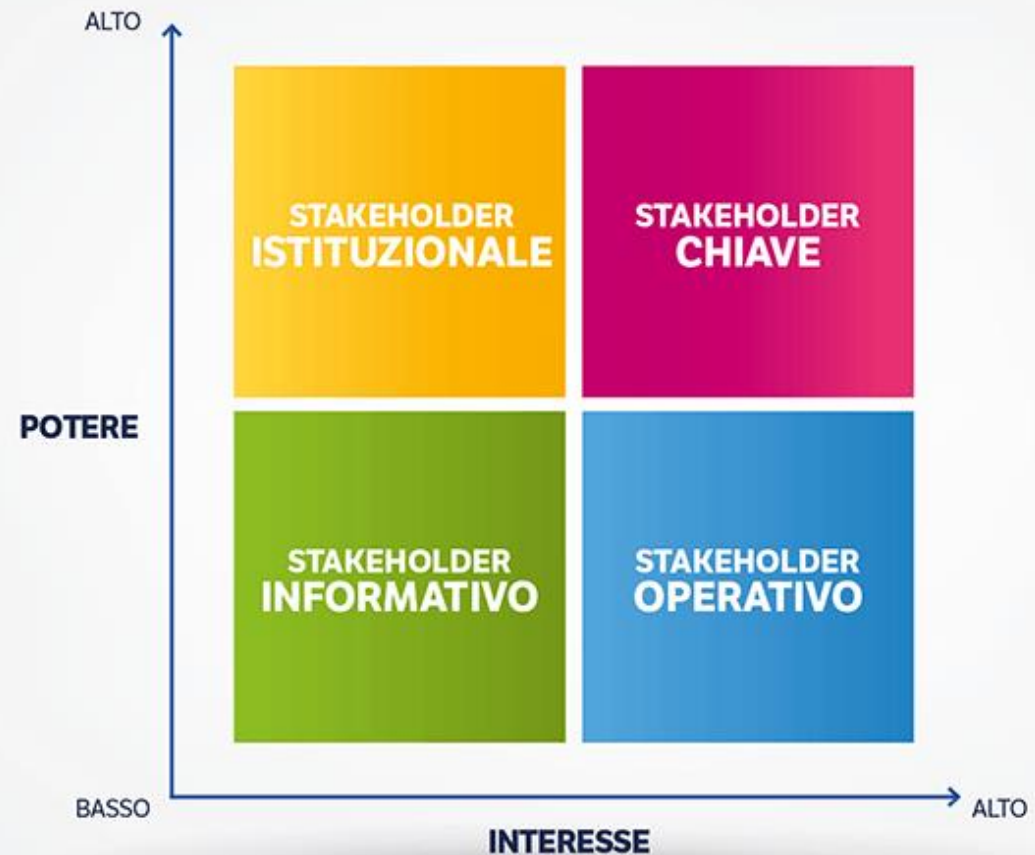 ALTO
STAKEHOLDER
ISTITUZIONALE
STAKEHOLDER
CHIAVE
POTERE
STAKEHOLDER
INFORMATIVO
STAKEHOLDER
OPERATIVO
BASSO
ALTO
INTERESSE